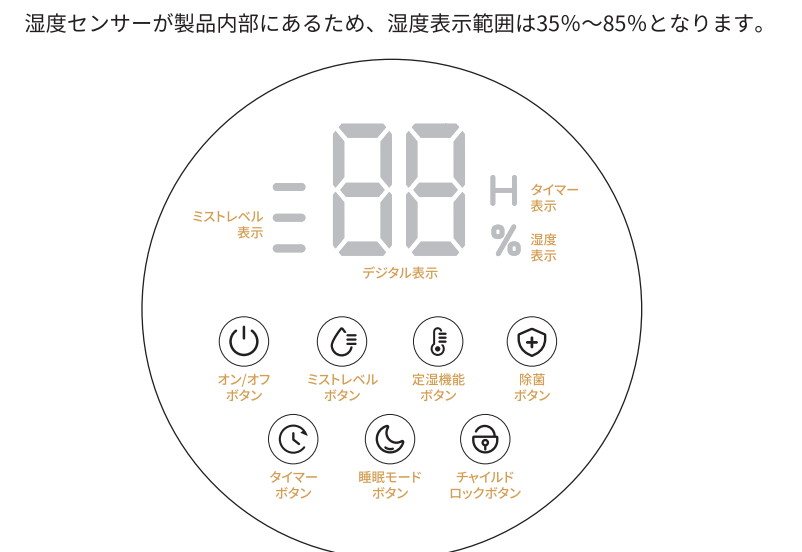 湿度センサーが製品内部にあるため、湿度表示範囲は35%〜85%となります。
88
H
タイマー
表示
ミストレベル
表示
%
湿度
表示
デジタル表示
オン/オフ
ボタン
ミストレベル
ボタン
定湿機能
ボタン
除菌
ボタン
タイマー
ボタン
睡眠モード
ボタン
チャイルド
ロックボタン